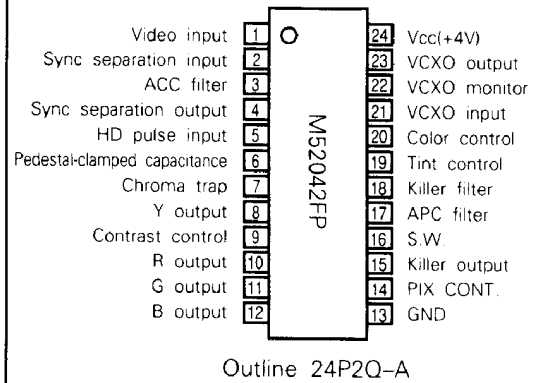 Video input 1
Sync separation input 2
ACC filter 3
Sync separation output 4
HD pulse input 5
Pedestal-clamped capacitance 6
Chroma trap 7
Y output 8
Contrast control 9
R output 10
G output 11
B output 12
M52042FP
24 Vcc(+4V)
23 VCXO output
22 VCXO monitor
21 VCXO input
20 Color control
19 Tint control
18 Killer filter
17 APC filter
16 S.W.
15 Killer output
14 PIX CONT.
13 GND
Outline 24P2Q-A